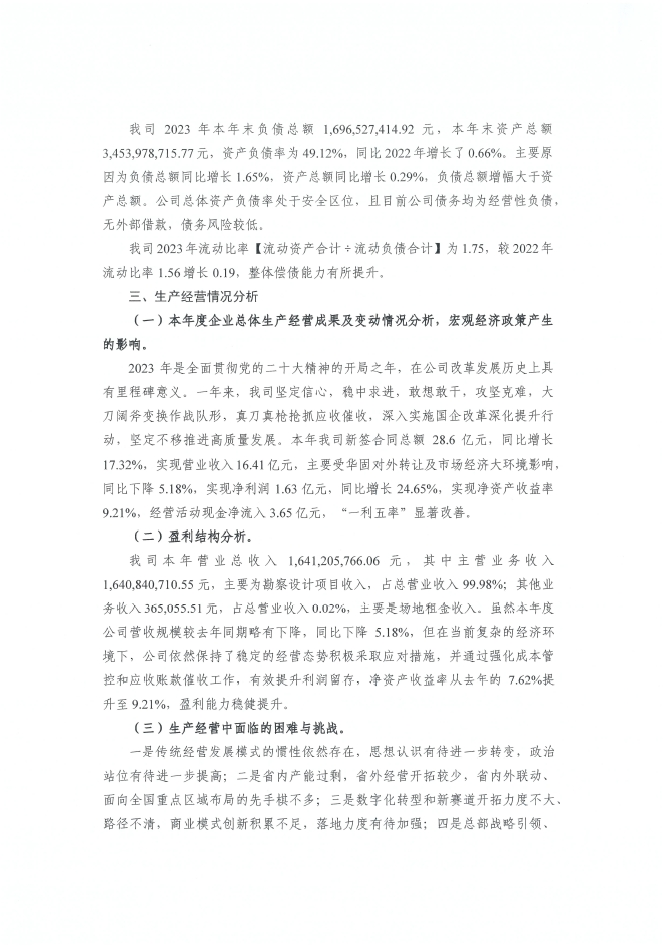 我司 2023 年本年末负债总额 1,696,527,414.92 元，本年末资产总额
3,453,978,715.77元，资产负债率为 49.12%，同比 2022 年增长了 0.66%。主要原
因为负债总额同比增长 1.65%，资产总额同比增长 0.29%，负债总额增幅大于资
产总额。公司总体资产负债率处于安全区位，且目前公司债务均为经营性负债，
无外部借款，债务风险较低。
我司2023年流动比率【流动资产合计÷流动负债合计】为 1.75，较 2022年
流动比率 1.56 增长 0.19，整体偿债能力有所提升。
三、生产经营情况分析
（一）本年度企业总体生产经营成果及变动情况分析，宏观经济政策产生
的影响。
2023 年是全面贯彻党的二十大精神的开局之年，在公司改革发展历史上具
有里程碑意义。一年来，我司坚定信心，稳中求进，敢想敢干，攻坚克难，大
刀阔斧变换作战队形，真刀真枪抢抓应收催收，深入实施国企改革深化提升行
动，坚定不移推进高质量发展。本年我司新签合同总额 28.6 亿元，同比增长
17.32%，实现营业收入16.41亿元，主要受华固对外转让及市场经济大环境影响，
同比下降 5.18%，实现净利润 1.63 亿元，同比增长 24.65%，实现净资产收益率
9.21%，经营活动现金净流入 3.65 亿元，“一利五率”显著改善。
（二）盈利结构分析。
我司本年营业总收入 1,641,205,766.06 元，其中主营业务收入
1,640,840,710.55 元，主要为勘察设计项目收入，占总营业收入 99.98%；其他业
务收入 365,055.51 元，占总营业收入 0.02%，主要是场地租金收入。虽然本年度
公司营收规模较去年同期略有下降，同比下降 5.18%，但在当前复杂的经济环
境下，公司依然保持了稳定的经营态势积极采取应对措施，并通过强化成本管
控和应收账款催收工作，有效提升利润留存，净资产收益率从去年的 7.62%提
升至 9.21%，盈利能力稳健提升。
（三）生产经营中面临的困难与挑战。
一是传统经营发展模式的惯性依然存在，思想认识有待进一步转变，政治
站位有待进一步提高；二是省内产能过剩，省外经营开拓较少，省内外联动、
面向全国重点区域布局的先手棋不多；三是数字化转型和新赛道开拓力度不大、
路径不清，商业模式创新积累不足，落地力度有待加强；四是总部战略引领、